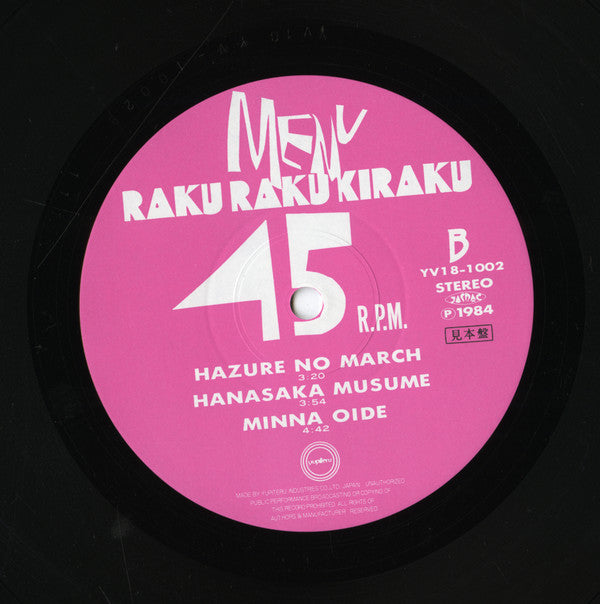 MENU
RAKU RAKU KIRAKU
45 R.P.M.
B
YV18-1002
STEREO
JASRAC
Ⓟ 1984
見本盤
HAZURE NO MARCH
3:20
HANASAKA MUSUME
3:54
MINNA OIDE
4:42
yupiteru
MADE BY YUPITERU INDUSTRIES CO.,LTD. JAPAN. UNAUTHORIZED
PUBLIC PERFORMANCE BROADCASTING OR COPYING OF
THIS RECORD PROHIBITED. ALL RIGHTS OF
AUTHORS & MANUFACTURER RESERVED.